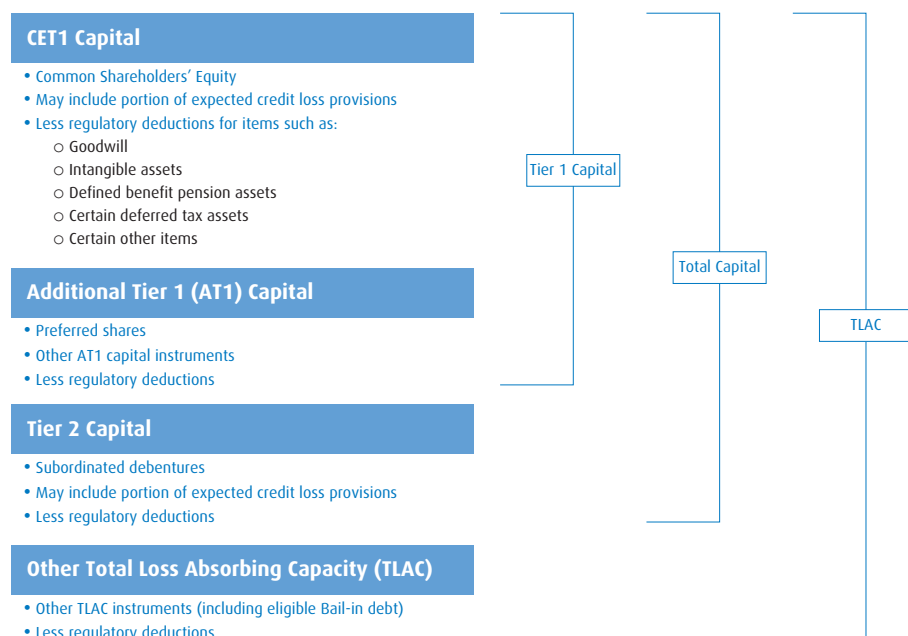 CET1 Capital
• Common Shareholders’ Equity
• May include portion of expected credit loss provisions
• Less regulatory deductions for items such as:
○ Goodwill
○ Intangible assets
○ Defined benefit pension assets
○ Certain deferred tax assets
○ Certain other items
Tier 1 Capital
Total Capital
TLAC
Additional Tier 1 (AT1) Capital
• Preferred shares
• Other AT1 capital instruments
• Less regulatory deductions
Tier 2 Capital
• Subordinated debentures
• May include portion of expected credit loss provisions
• Less regulatory deductions
Other Total Loss Absorbing Capacity (TLAC)
• Other TLAC instruments (including eligible Bail-in debt)
• Less regulatory deductions